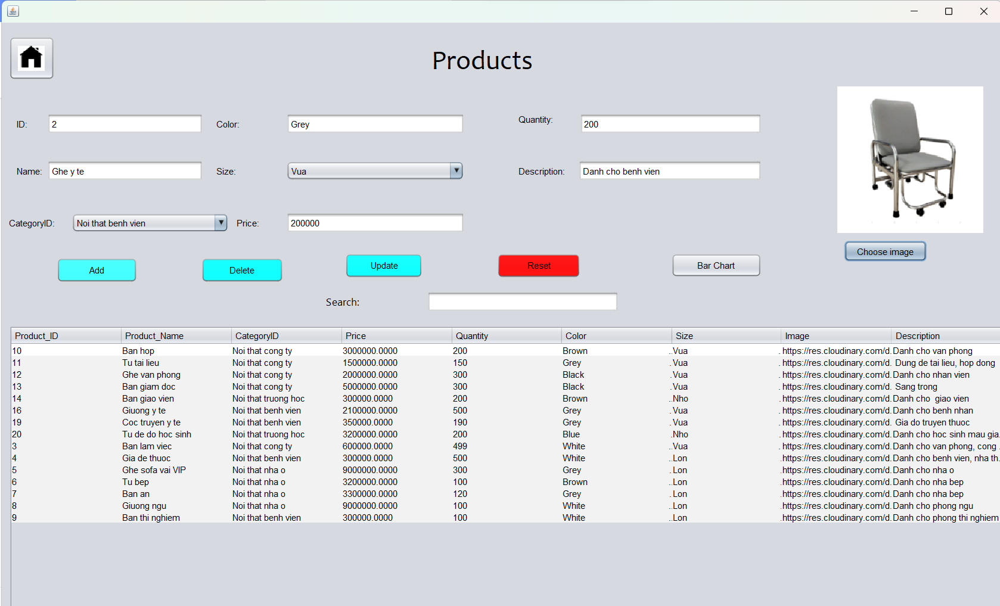 Products
ID: 2 Color: Grey Quantity: 200
Name: Ghe y te Size: Vua Description: Danh cho benh vien
CategoryID: Noi that benh vien Price: 200000
Choose image
Add Delete Update Reset Bar Chart
Search:
Product_ID Product_Name CategoryID Price Quantity Color Size Image Description
10 Ban hop Noi that cong ty 3000000.0000 200 Brown ..Vua . https://res.cloudinary.com/d. Danh cho van phong
11 Tu tai lieu Noi that cong ty 1500000.0000 150 Grey .Vua . https://res.cloudinary.com/d. Dung de tai lieu, hop dong
12 Ghe van phong Noi that cong ty 2000000.0000 300 Black .Vua . https://res.cloudinary.com/d. Danh cho nhan vien
13 Ban giam doc Noi that cong ty 5000000.0000 300 Black .Vua . https://res.cloudinary.com/d. Sang trong
14 Ban giao vien Noi that truong hoc 300000.0000 200 Brown ..Nho . https://res.cloudinary.com/d. Danh cho  giao vien
16 Giuong y te Noi that benh vien 2100000.0000 500 Grey .Vua . https://res.cloudinary.com/d. Danh cho benh nhan
19 Coc truyen y te Noi that benh vien 350000.0000 190 Grey .Vua . https://res.cloudinary.com/d. Gia do truyen thuoc
20 Tu de do hoc sinh Noi that truong hoc 3200000.0000 200 Blue .Nho . https://res.cloudinary.com/d. Danh cho hoc sinh mau gia.
3 Ban lam viec Noi that cong ty 600000.0000 499 White ..Vua . https://res.cloudinary.com/d. Danh cho van phong, cong .
4 Gia de thuoc Noi that benh vien 300000.0000 500 White ..Lon . https://res.cloudinary.com/d. Danh cho benh vien, nha th.
5 Ghe sofa vai VIP Noi that nha o 9000000.0000 300 Grey .Lon .https://res.cloudinary.com/d. Danh cho nha o
6 Tu bep Noi that nha o 3200000.0000 100 Brown ..Lon .https://res.cloudinary.com/d. Danh cho nha bep
7 Ban an Noi that nha o 3300000.0000 120 Grey .Lon .https://res.cloudinary.com/d. Danh cho nha bep
8 Giuong ngu Noi that nha o 9000000.0000 100 White ..Lon .https://res.cloudinary.com/d. Danh cho phong ngu
9 Ban thi nghiem Noi that benh vien 300000.0000 100 White ..Lon .https://res.cloudinary.com/d. Danh cho phong thi nghiem